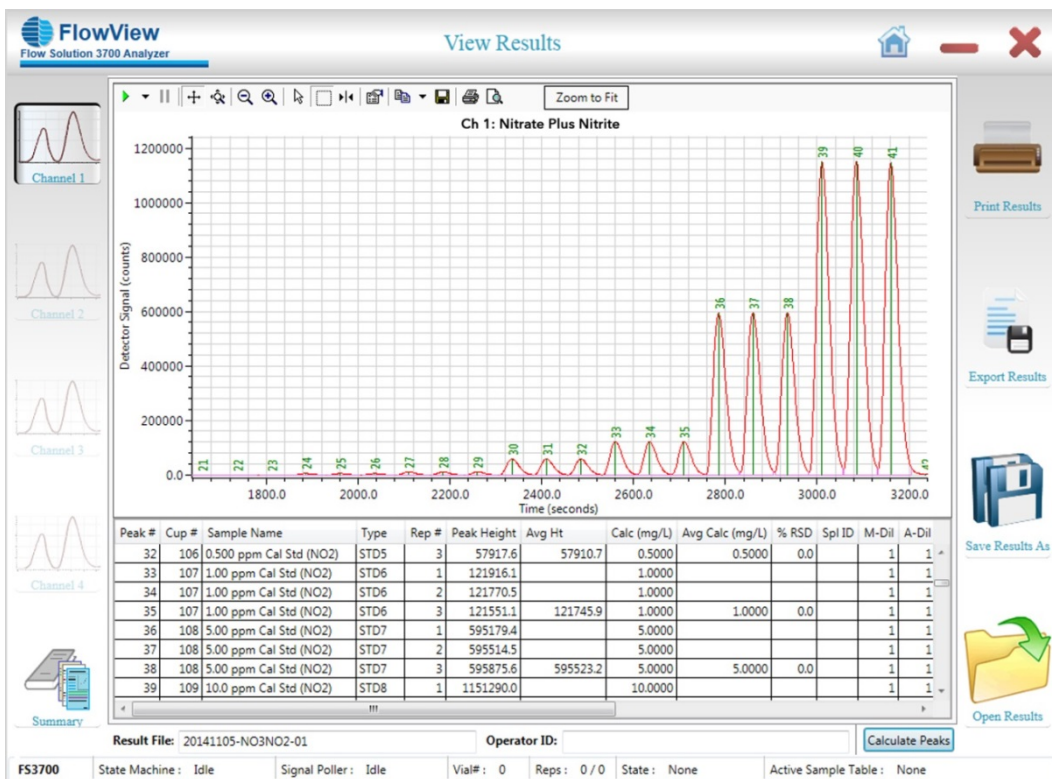 FlowView
Flow Solution 3700 Analyzer
View Results
Zoom to Fit
Ch 1: Nitrate Plus Nitrite
Channel 1
Channel 2
Channel 3
Channel 4
Summary
Detector Signal (counts)
1200000
1000000
800000
600000
400000
200000
0.0
21 22 23 24 25 26 27 28 29 30 31 32 33 34 35 36 37 38 39 40 41 42
1800.0 2000.0 2200.0 2400.0 2600.0 2800.0 3000.0 3200.0
Time (seconds)
Print Results
Export Results
Save Results As
Open Results
Peak # Cup # Sample Name Type Rep # Peak Height Avg Ht Calc (mg/L) Avg Calc (mg/L) % RSD Spl ID M-Dil A-Dil
32 106 0.500 ppm Cal Std (NO2) STD5 3 57917.6 57910.7 0.5000 0.5000 0.0 1 1
33 107 1.00 ppm Cal Std (NO2) STD6 1 121916.1 1.0000 1 1
34 107 1.00 ppm Cal Std (NO2) STD6 2 121770.5 1.0000 1 1
35 107 1.00 ppm Cal Std (NO2) STD6 3 121551.1 121745.9 1.0000 1.0000 0.0 1 1
36 108 5.00 ppm Cal Std (NO2) STD7 1 595179.4 5.0000 1 1
37 108 5.00 ppm Cal Std (NO2) STD7 2 595514.5 5.0000 1 1
38 108 5.00 ppm Cal Std (NO2) STD7 3 595875.6 595523.2 5.0000 5.0000 0.0 1 1
39 109 10.0 ppm Cal Std (NO2) STD8 1 1151290.0 10.0000 1 1
Result File: 20141105-NO3NO2-01 Operator ID: Calculate Peaks
FS3700 State Machine : Idle Signal Poller : Idle Vial# : 0 Reps : 0 / 0 State : None Active Sample Table : None